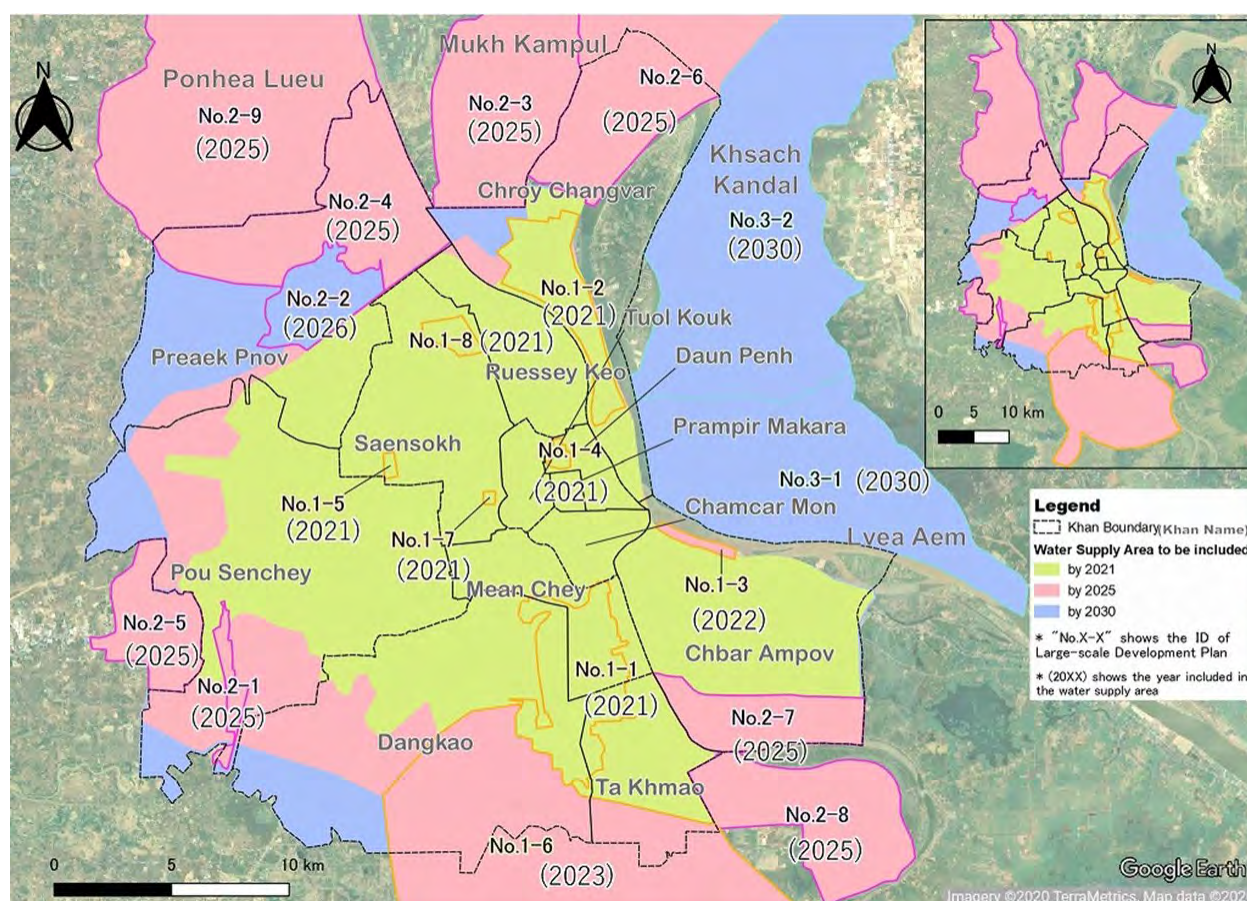 Mukh Kampul
Ponhea Lueu
No.2-9
(2025)
No.2-3
(2025)
No.2-6
(2025)
N
N
Khsach
Kandal
No.3-2
(2030)
Chroy Changvar
No.2-4
(2025)
No.2-2
(2026)
Preaek Pnov
No.1-2
(2021)
No.1-8 (2021)
Ruessey Keo
Tuol Kouk
Daun Penh
Prampir Makara
Saensokh
No.1-4
(2021)
No.1-5
(2021)
No.1-7
(2021)
No.3-1 (2030)
Chamcar Mon
Lvea Aem
Pou Senchey
Mean Chey
No.1-3
(2022)
Chbar Ampov
No.2-5
(2025)
No.2-1
(2025)
No.1-1
(2021)
No.2-7
(2025)
Dangkao
Ta Khmao
No.2-8
(2025)
No.1-6
(2023)
0 5 10 km
0 5 10 km
Legend
Khan Boundary(Khan Name)
Water Supply Area to be included
by 2021
by 2025
by 2030
* "No.X-X" shows the ID of
Large-scale Development Plan
* (20XX) shows the year included in
the water supply area
Google Earth
Imagery ©2020 TerraMetrics, Map data ©202